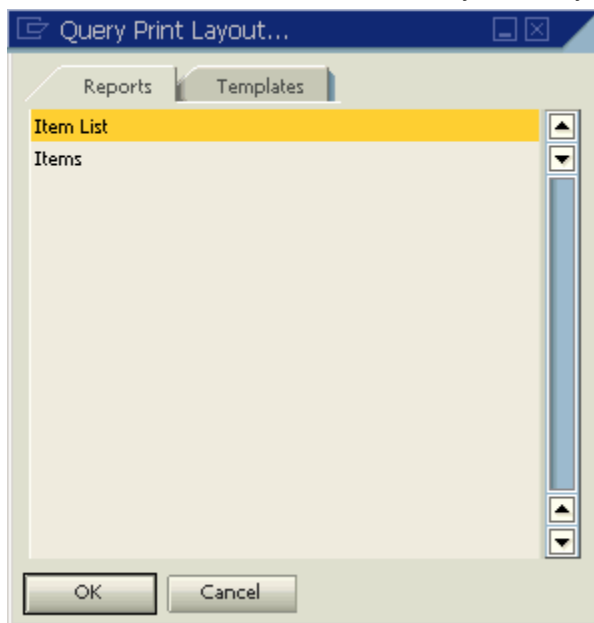 Query Print Layout...
Reports Templates
Item List
Items
OK Cancel